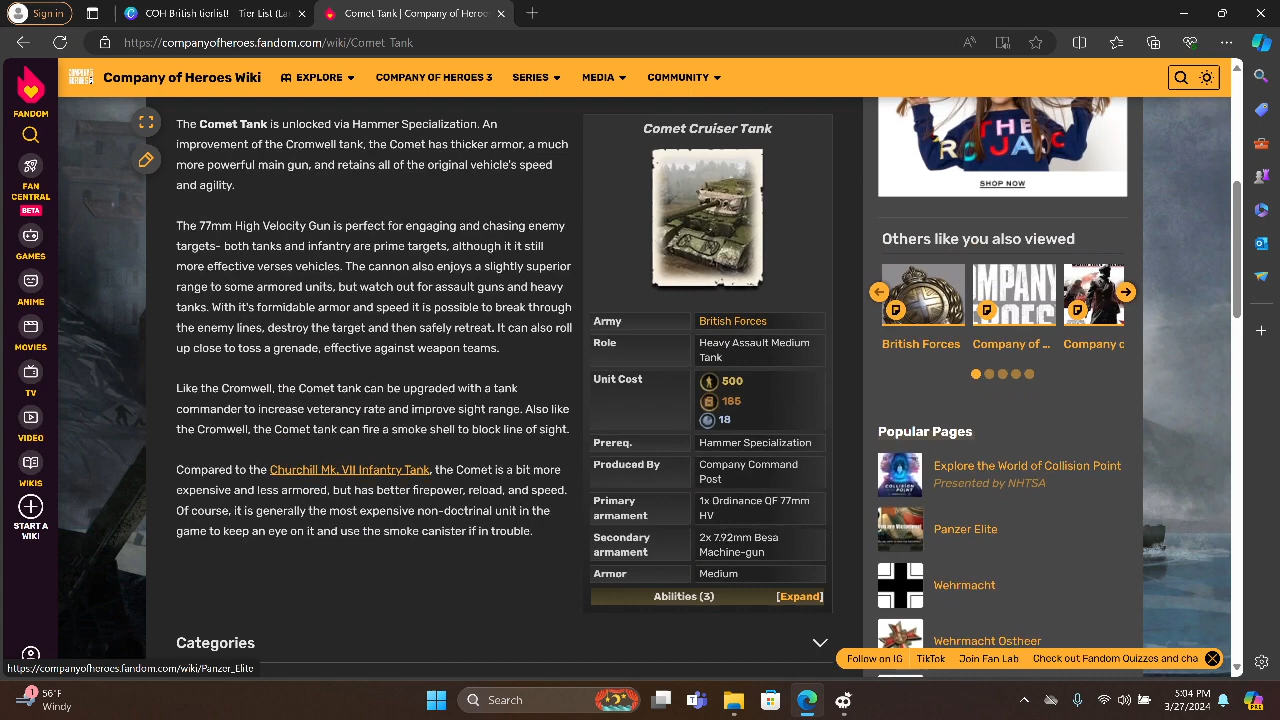 Sign in
COH British tierlist! - Tier List (La
Comet Tank | Company of Heroe
https://companyofheroes.fandom.com/wiki/Comet_Tank
Company of Heroes Wiki
EXPLORE
COMPANY OF HEROES 3
SERIES
MEDIA
COMMUNITY
FANDOM
FAN CENTRAL
BETA
GAMES
ANIME
MOVIES
TV
VIDEO
WIKIS
START A WIKI
The Comet Tank is unlocked via Hammer Specialization. An
improvement of the Cromwell tank, the Comet has thicker armor, a much
more powerful main gun, and retains all of the original vehicle's speed
and agility.
The 77mm High Velocity Gun is perfect for engaging and chasing enemy
targets- both tanks and infantry are prime targets, although it it still
more effective verses vehicles. The cannon also enjoys a slightly superior
range to some armored units, but watch out for assault guns and heavy
tanks. With it's formidable armor and speed it is possible to break through
the enemy lines, destroy the target and then safely retreat. It can also roll
up close to toss a grenade, effective against weapon teams.
Like the Cromwell, the Comet tank can be upgraded with a tank
commander to increase veterancy rate and improve sight range. Also like
the Cromwell, the Comet tank can fire a smoke shell to block line of sight.
Compared to the Churchill Mk. VII Infantry Tank, the Comet is a bit more
expensive and less armored, but has better firepower, reload, and speed.
Of course, it is generally the most expensive non-doctrinal unit in the
game to keep an eye on it and use the smoke canister if in trouble.
Categories
Comet Cruiser Tank
Army British Forces
Role Heavy Assault Medium
Tank
Unit Cost 500
185
18
Prereq. Hammer Specialization
Produced By Company Command
Post
Primary armament 1x Ordinance QF 77mm
HV
Secondary armament 2x 7.92mm Besa
Machine-gun
Armor Medium
Abilities (3) [Expand]
THE
ROJAC
SHOP NOW
Others like you also viewed
MPANY
British Forces
Company of ...
Company c
Popular Pages
Explore the World of Collision Point
Presented by NHTSA
Panzer Elite
Wehrmacht
Wehrmacht Ostheer
Follow on IG TikTok Join Fan Lab Check out Fandom Quizzes and cha
https://companyofheroes.fandom.com/wiki/Panzer_Elite
1
56°F
Windy
Search
5:04 PM
3/27/2024